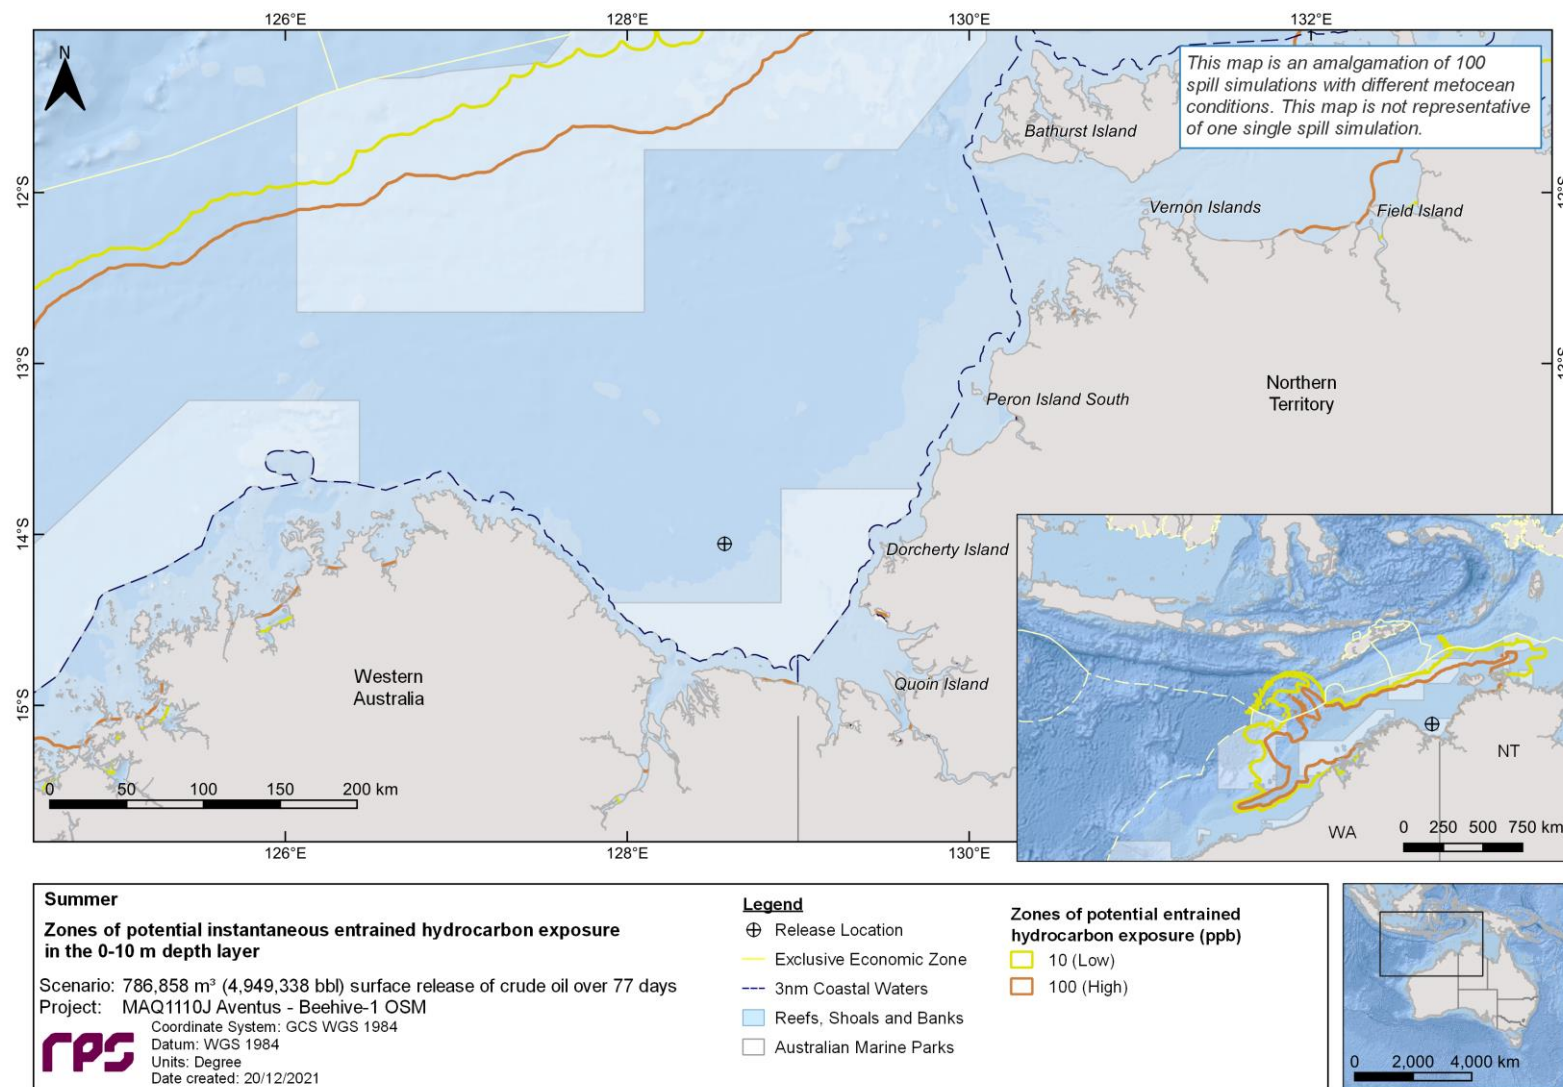 126°E
128°E
130°E
132°E
N
This map is an amalgamation of 100
spill simulations with different metocean
conditions. This map is not representative
of one single spill simulation.
Bathurst Island
12°S
12°S
Vernon Islands
Field Island
13°S
13°S
Northern
Territory
Peron Island South
14°S
Dorcherty Island
Western
Australia
Quoin Island
15°S
NT
WA
0 50 100 150 200 km
0 250 500 750 km
126°E
128°E
130°E
Summer
Zones of potential instantaneous entrained hydrocarbon exposure
in the 0-10 m depth layer
Scenario: 786,858 m³ (4,949,338 bbl) surface release of crude oil over 77 days
Project: MAQ1110J Aventus - Beehive-1 OSM
rps
Coordinate System: GCS WGS 1984
Datum: WGS 1984
Units: Degree
Date created: 20/12/2021
Legend
Release Location
Exclusive Economic Zone
3nm Coastal Waters
Reefs, Shoals and Banks
Australian Marine Parks
Zones of potential entrained
hydrocarbon exposure (ppb)
10 (Low)
100 (High)
0 2,000 4,000 km